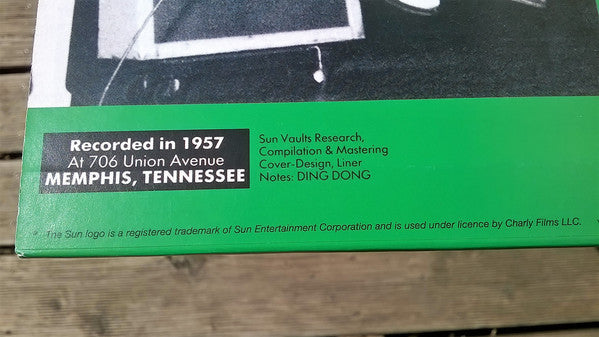 Recorded in 1957
At 706 Union Avenue
MEMPHIS, TENNESSEE
Sun Vaults Research,
Compilation & Mastering
Cover-Design, Liner
Notes: DING DONG
* The Sun logo is a registered trademark of Sun Entertainment Corporation and is used under licence by Charly Films LLC.